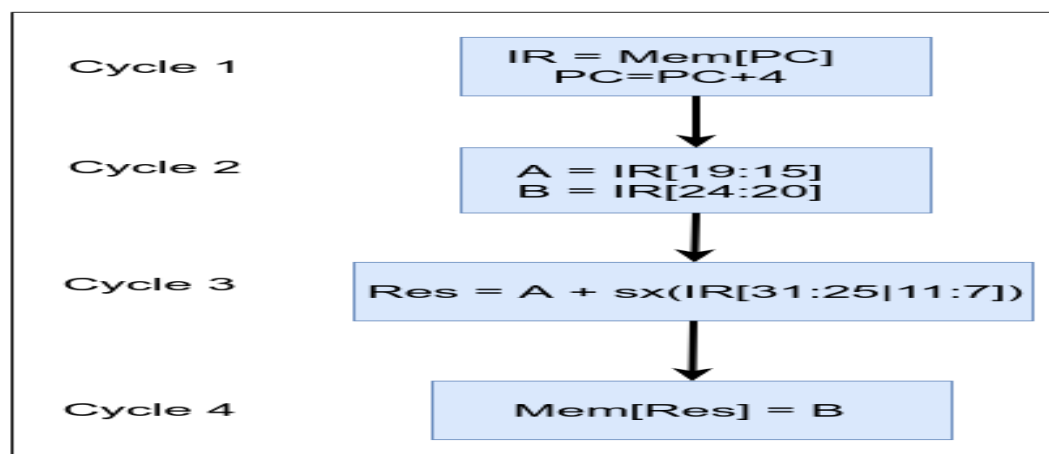 Cycle 1
IR = Mem[PC]
PC=PC+4
Cycle 2
A = IR[19:15]
B = IR[24:20]
Cycle 3
Res = A + sx(IR[31:25|11:7])
Cycle 4
Mem[Res] = B